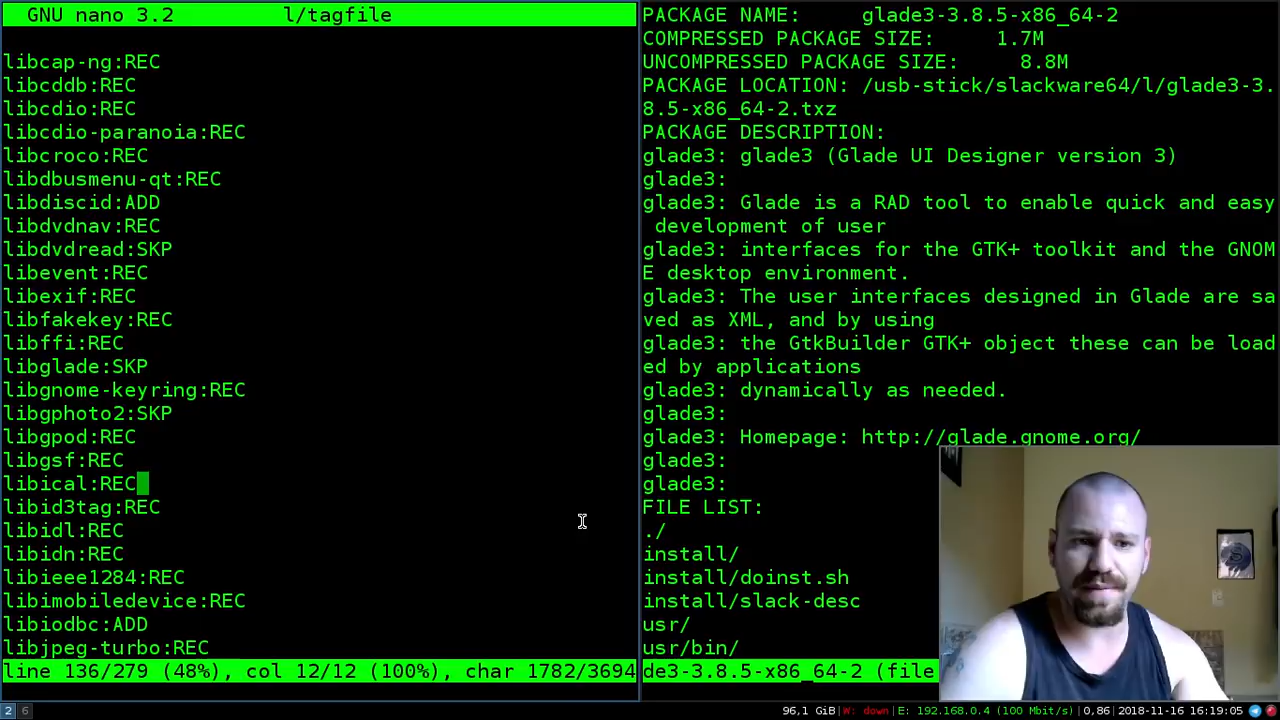 GNU nano 3.2 l/tagfile
libcap-ng:REC
libcddb:REC
libcdio:REC
libcdio-paranoia:REC
libcroco:REC
libdbusmenu-qt:REC
libdiscid:ADD
libdvdnav:REC
libdvdread:SKP
libevent:REC
libexif:REC
libfakekey:REC
libffi:REC
libglade:SKP
libgnome-keyring:REC
libgphoto2:SKP
libgpod:REC
libgsf:REC
libical:REC
libid3tag:REC
libidl:REC
libidn:REC
libieee1284:REC
libimobiledevice:REC
libiodbc:ADD
libjpeg-turbo:REC
line 136/279 (48%), col 12/12 (100%), char 1782/3694
PACKAGE NAME: glade3-3.8.5-x86_64-2
COMPRESSED PACKAGE SIZE: 1.7M
UNCOMPRESSED PACKAGE SIZE: 8.8M
PACKAGE LOCATION: /usb-stick/slackware64/l/glade3-3.
8.5-x86_64-2.txz
PACKAGE DESCRIPTION:
glade3: glade3 (Glade UI Designer version 3)
glade3:
glade3: Glade is a RAD tool to enable quick and easy
development of user
glade3: interfaces for the GTK+ toolkit and the GNOM
E desktop environment.
glade3: The user interfaces designed in Glade are sa
ved as XML, and by using
glade3: the GtkBuilder GTK+ object these can be load
ed by applications
glade3: dynamically as needed.
glade3:
glade3: Homepage: http://glade.gnome.org/
glade3:
glade3:
FILE LIST:
./
install/
install/doinst.sh
install/slack-desc
usr/
usr/bin/
de3-3.8.5-x86_64-2 (file
2 6 96,1 GiB|W: down|E: 192.168.0.4 (100 Mbit/s)|0,86|2018-11-16 16:19:05